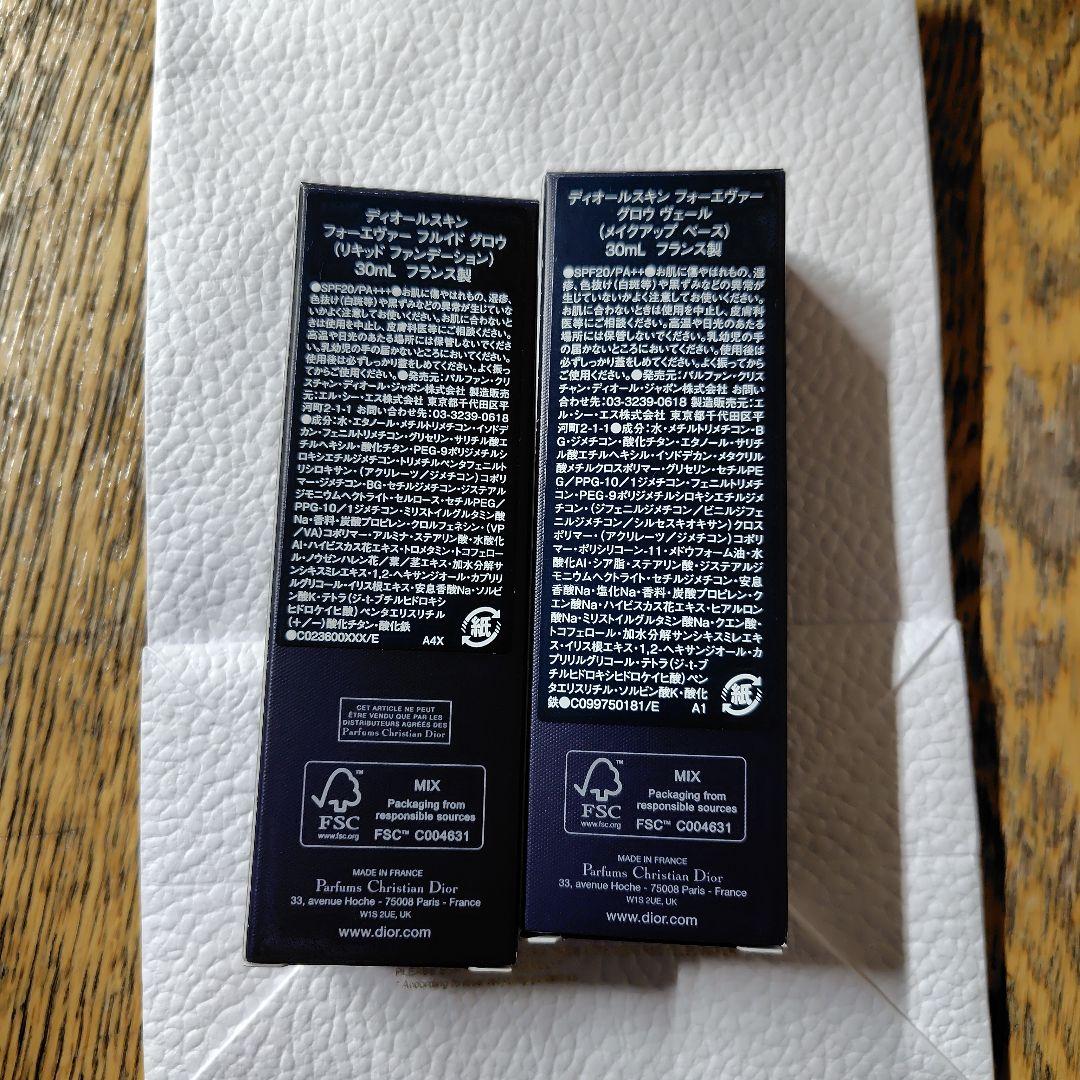 ディオールスキン
フォーエヴァー フルイド グロウ
(リキッド ファンデーション)
30mL フランス製
●SPF20/PA+++●お肌に傷やはれもの、湿疹、
色抜け(白斑等)や黒ずみなどの異常が生じていな
いかよく注意してお使いください。お肌に合わないと
きは使用を中止し、皮膚科医等にご相談ください。
高温や日光のあたる場所には保管しないでくださ
い。乳幼児の手の届かないところにおいてください。
使用後は必ずしっかり蓋をしめてください。よく振っ
てからご使用ください。●発売元:パルファン・クリ
スチャン・ディオール・ジャポン株式会社 製造販売
元:エル・シー・エス株式会社 東京都千代田区平
河町2-1-1 お問い合わせ先:03-3239-0618
●成分:水・エタノール・メチルトリメチコン・イソドデ
カン・フェニルトリメチコン・グリセリン・サリチル酸エ
チルヘキシル・酸化チタン・PEG-9ポリジメチルシ
ロキシエチルジメチコン・トリメチルペンタフェニルト
リシロキサン・(アクリレーツ/ジメチコン)コポリ
マー・ジメチコン・BG・セチルジメチコン・ジステアル
ジモニウムヘクトライト・セルロース・セチルPEG/
PPG-10/1ジメチコン・ミリストイルグルタミン酸
Na・香料・炭酸プロピレン・クロルフェネシン・(VP
/VA)コポリマー・アルミナ・ステアリン酸・水酸化
Al・ハイビスカス花エキス・トロメタミン・トコフェロー
ル・ノウゼンハレン花/葉/茎エキス・加水分解サ
ンシキスミレエキス・1,2-ヘキサンジオール・カプリリ
ルグリコール・イリス根エキス・安息香酸Na・ソルビ
ン酸K・テトラ(ジ-t-ブチルヒドロキシ
ヒドロケイヒ酸)ペンタエリスリチル
(+/-)酸化チタン・酸化鉄
●C023600XXX/E A4X
紙
CET ARTICLE NE PEUT
ÊTRE VENDU QUE PAR LES
DISTRIBUTEURS AGRÉÉS DES
Parfums Christian Dior
FSC™
www.fsc.org
MIX
Packaging from
responsible sources
FSC™ C004631
MADE IN FRANCE
Parfums Christian Dior
33, avenue Hoche - 75008 Paris - France
W1S 2UE, UK
www.dior.com
ディオールスキン フォーエヴァー
グロウ ヴェール
(メイクアップ ベース)
30mL フランス製
●SPF20/PA++●お肌に傷やはれもの、湿
疹、色抜け(白斑等)や黒ずみなどの異常が
生じていないかよく注意してお使いください。
お肌に合わないときは使用を中止し、皮膚科
医等にご相談ください。高温や日光のあたる
場所には保管しないでください。乳幼児の手
の届かないところにおいてください。使用後は
必ずしっかり蓋をしめてください。よく振ってから
ご使用ください。●発売元:パルファン・クリス
チャン・ディオール・ジャポン株式会社 お問い
合わせ先:03-3239-0618 製造販売元:エ
ル・シー・エス株式会社 東京都千代田区平
河町2-1-1●成分:水・メチルトリメチコン・B
G・ジメチコン・酸化チタン・エタノール・サリチ
ル酸エチルヘキシル・イソドデカン・メタクリル
酸メチルクロスポリマー・グリセリン・セチルPE
G/PPG-10/1ジメチコン・フェニルトリメチ
コン・PEG-9ポリジメチルシロキシエチルジメ
チコン・(ジフェニルジメチコン/ビニルジフェ
ニルジメチコン/シルセスキオキサン)クロス
ポリマー・(アクリレーツ/ジメチコン)コポリ
マー・ポリシリコーン-11・メドウフォーム油・水
酸化Al・シア脂・ステアリン酸・ジステアルジ
モニウムヘクトライト・セチルジメチコン・安息
香酸Na・塩化Na・香料・炭酸プロピレン・ク
エン酸Na・ハイビスカス花エキス・ヒアルロン
酸Na・ミリストイルグルタミン酸Na・クエン酸
・トコフェロール・加水分解サンシキスミレエキス
・イリス根エキス・1,2-ヘキサンジオール・カ
プリリルグリコール・テトラ(ジ-t-ブ
チルヒドロキシヒドロケイヒ酸)ペン
タエリスリチル・ソルビン酸K・酸化
鉄●C099750181/E A1
紙
FSC™
www.fsc.org
MIX
Packaging from
responsible sources
FSC™ C004631
MADE IN FRANCE
Parfums Christian Dior
33, avenue Hoche - 75008 Paris - France
W1S 2UE, UK
www.dior.com